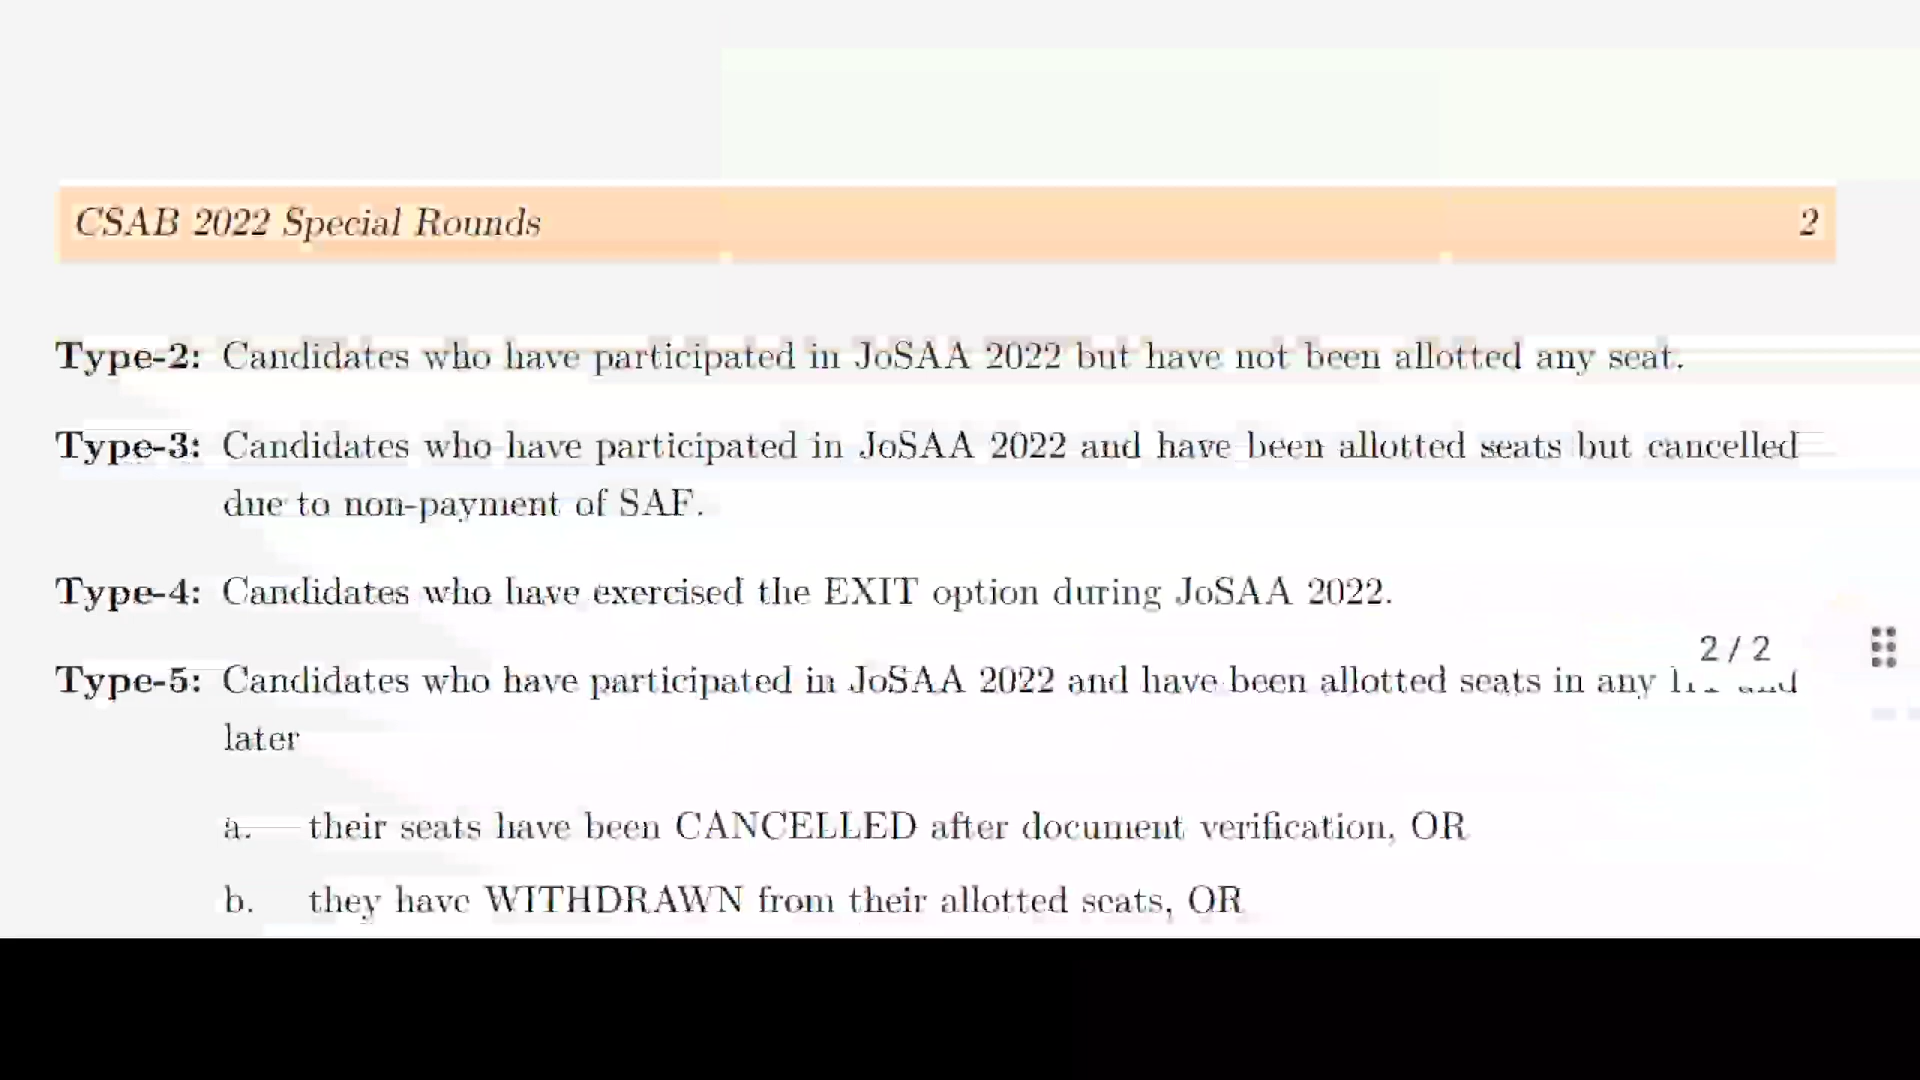 CSAB 2022 Special Rounds 2
Type-2: Candidates who have participated in JoSAA 2022 but have not been allotted any seat.
Type-3: Candidates who have participated in JoSAA 2022 and have been allotted seats but cancelled
due to non-payment of SAF.
Type-4: Candidates who have exercised the EXIT option during JoSAA 2022.
2 / 2
Type-5: Candidates who have participated in JoSAA 2022 and have been allotted seats in any and
later
a. their seats have been CANCELLED after document verification, OR
b. they have WITHDRAWN from their allotted seats, OR